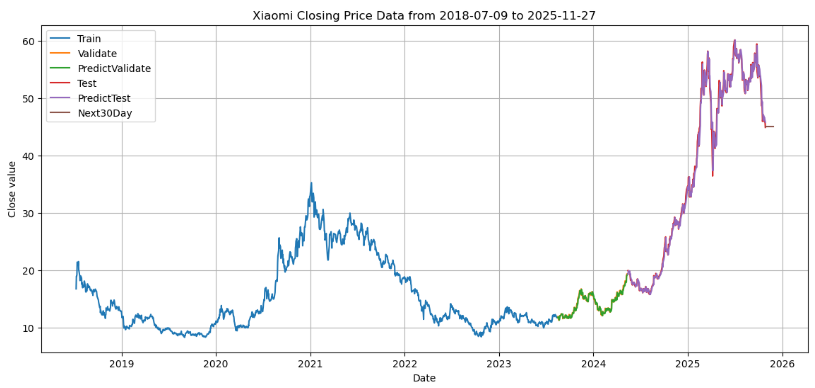 Xiaomi Closing Price Data from 2018-07-09 to 2025-11-27
Train
Validate
PredictValidate
Test
PredictTest
Next30Day
60
50
40
30
20
10
Close value
2019 2020 2021 2022 2023 2024 2025 2026
Date